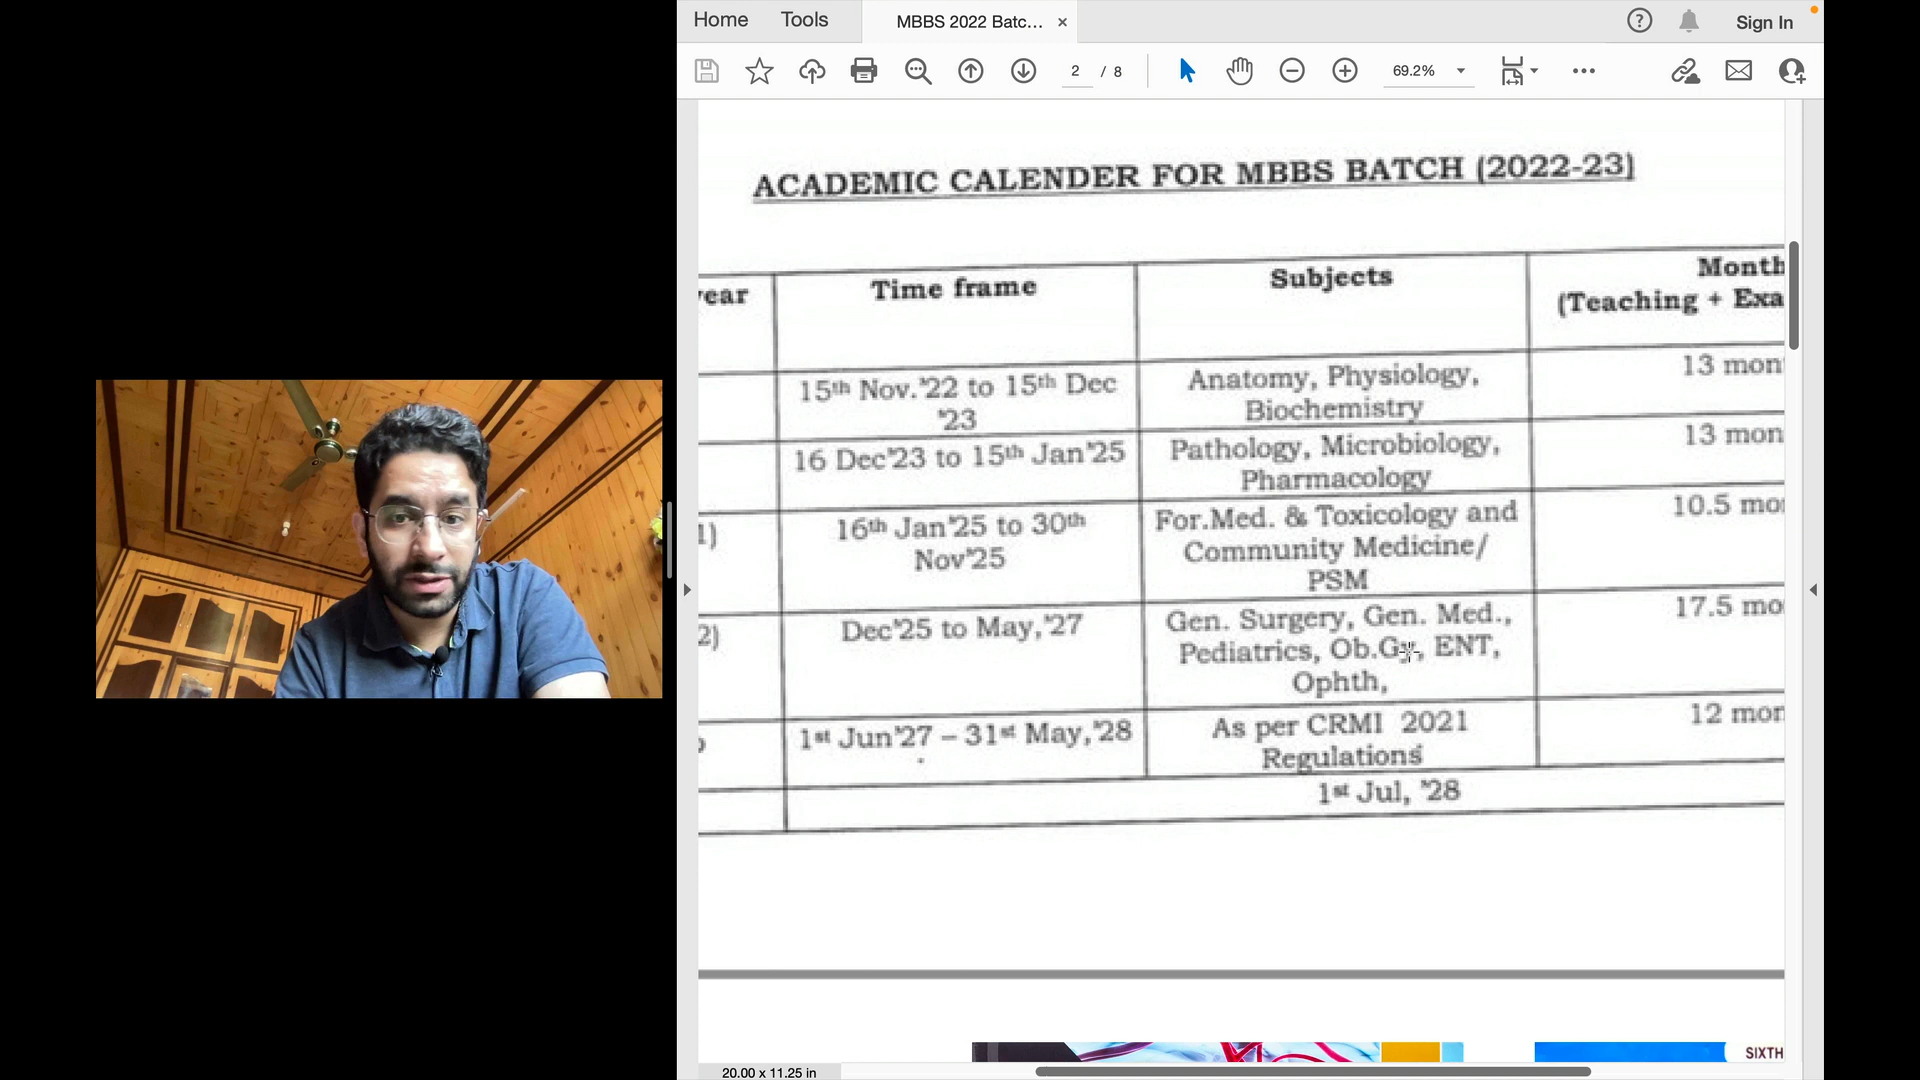 Home Tools MBBS 2022 Batc... × Sign In
2 / 8 69.2%
ACADEMIC CALENDER FOR MBBS BATCH (2022-23)
year Time frame Subjects Month
(Teaching + Exa
15th Nov.'22 to 15th Dec Anatomy, Physiology, 13 mon
'23 Biochemistry
16 Dec'23 to 15th Jan'25 Pathology, Microbiology, 13 mon
Pharmacology
1) 16th Jan'25 to 30th For.Med. & Toxicology and 10.5 mo
Nov'25 Community Medicine/
PSM
2) Dec'25 to May,'27 Gen. Surgery, Gen. Med., 17.5 mo
Pediatrics, Ob.Gy, ENT,
Ophth,
1st Jun'27 – 31st May,'28 As per CRMI 2021 12 mor
Regulations
1st Jul, '28
SIXTH
20.00 x 11.25 in